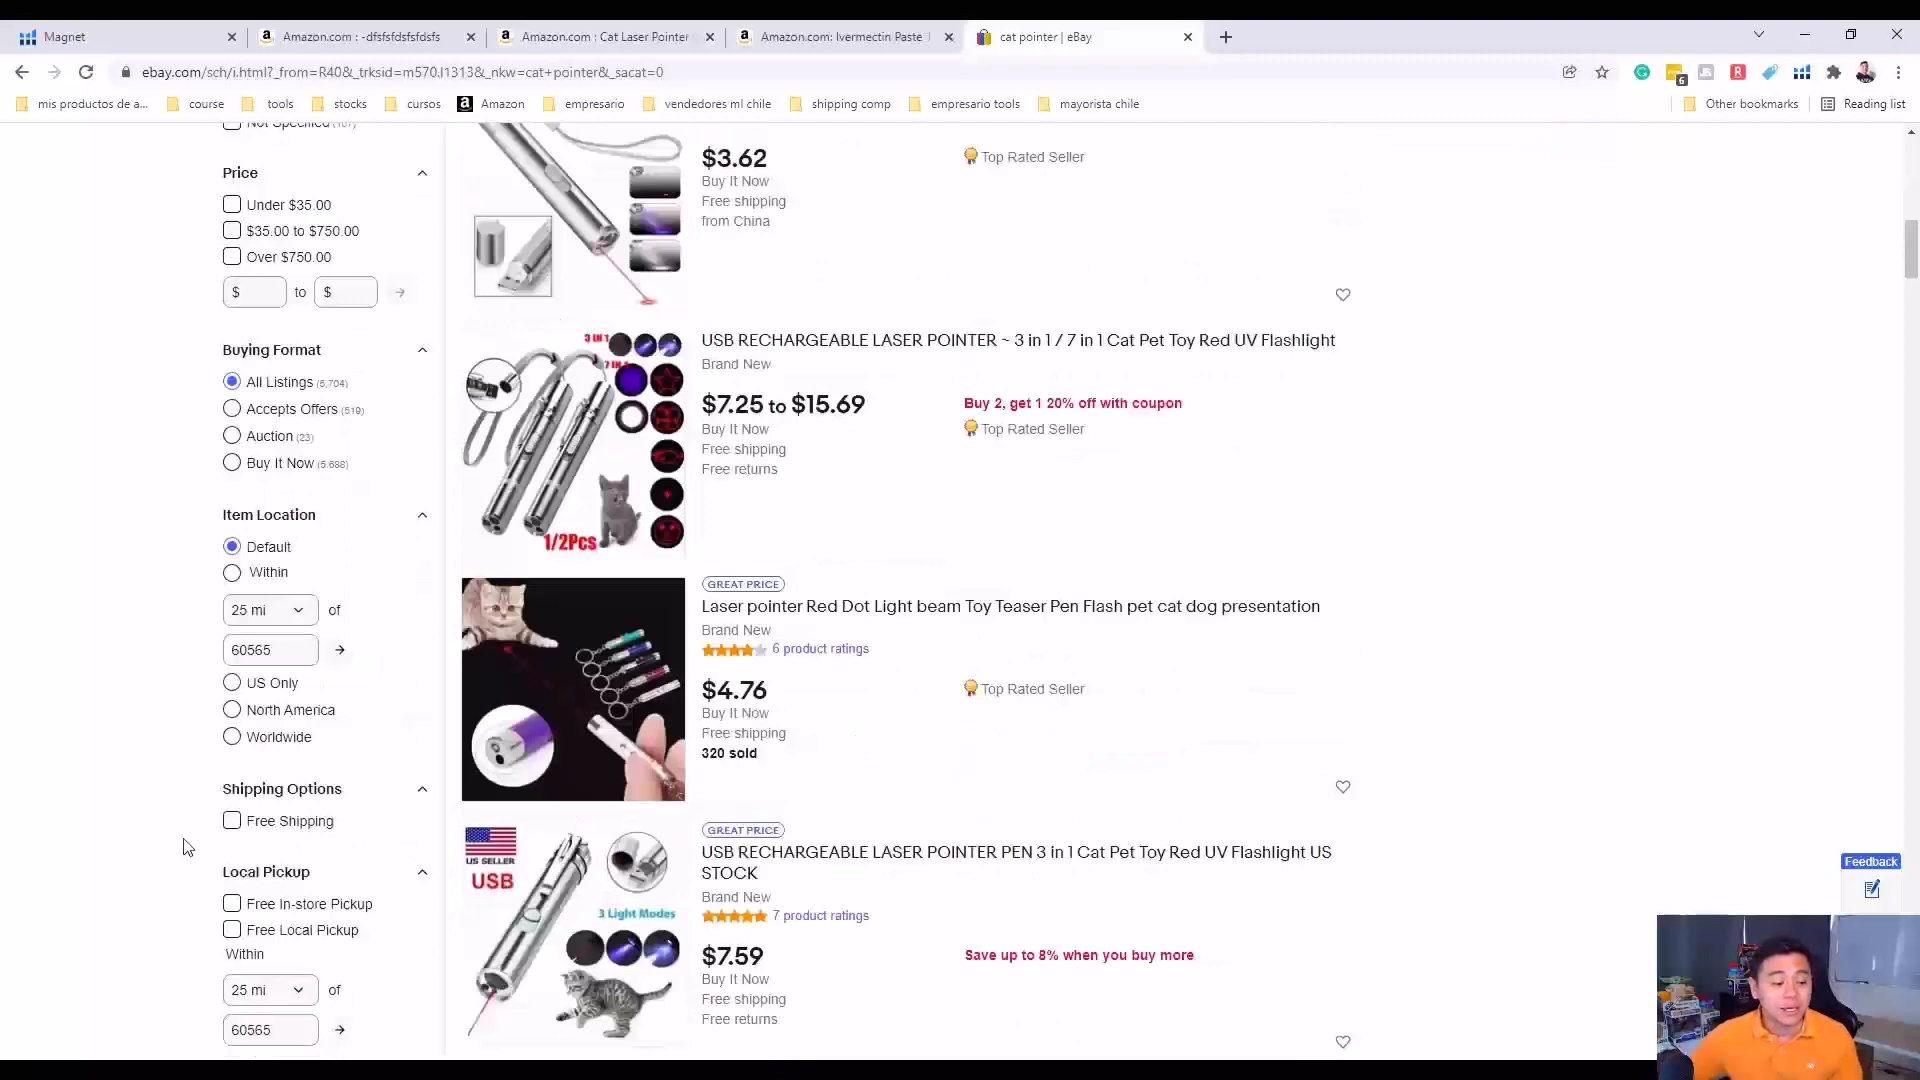 Magnet
Amazon.com : -dfsfsfdsfsfdsfs
Amazon.com : Cat Laser Pointer
Amazon.com: Ivermectin Paste
cat pointer | eBay
ebay.com/sch/i.html?_from=R40&_trksid=m570.l1313&_nkw=cat+pointer&_sacat=0
6
mis productos de a...
course
tools
stocks
cursos
Amazon
empresario
vendedores ml chile
shipping comp
empresario tools
mayorista chile
Other bookmarks
Reading list
Not Specified (167)
Price
Under $35.00
$35.00 to $750.00
Over $750.00
$ to $
Buying Format
All Listings (6,704)
Accepts Offers (519)
Auction (23)
Buy It Now (5,688)
Item Location
Default
Within
25 mi of
60565
US Only
North America
Worldwide
Shipping Options
Free Shipping
Local Pickup
Free In-store Pickup
Free Local Pickup
Within
25 mi of
60565
$3.62
Top Rated Seller
Buy It Now
Free shipping
from China
3 IN 1
1/2Pcs
USB RECHARGEABLE LASER POINTER ~ 3 in 1 / 7 in 1 Cat Pet Toy Red UV Flashlight
Brand New
$7.25 to $15.69
Buy 2, get 1 20% off with coupon
Buy It Now
Top Rated Seller
Free shipping
Free returns
GREAT PRICE
Laser pointer Red Dot Light beam Toy Teaser Pen Flash pet cat dog presentation
Brand New
6 product ratings
$4.76
Top Rated Seller
Buy It Now
Free shipping
320 sold
US SELLER
USB
3 Light Modes
GREAT PRICE
USB RECHARGEABLE LASER POINTER PEN 3 in 1 Cat Pet Toy Red UV Flashlight US
STOCK
Brand New
7 product ratings
$7.59
Save up to 8% when you buy more
Buy It Now
Free shipping
Free returns
Feedback